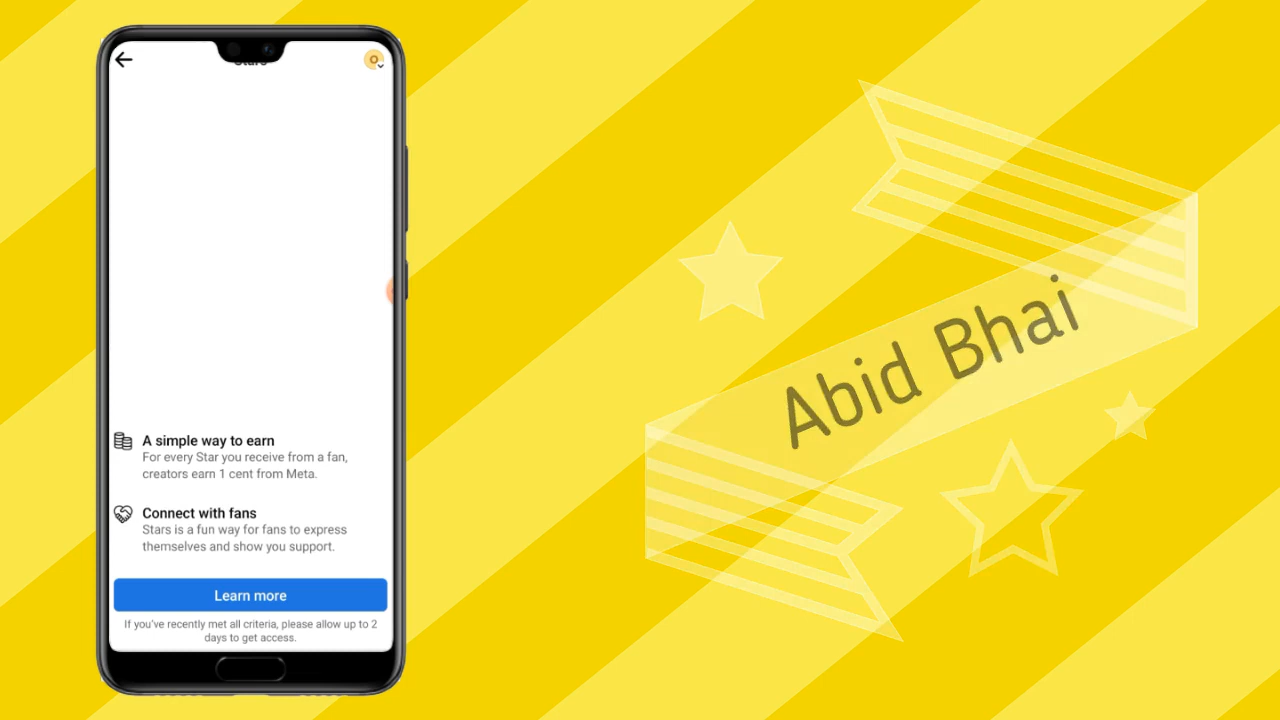 Stars
A simple way to earn
For every Star you receive from a fan,
creators earn 1 cent from Meta.
Connect with fans
Stars is a fun way for fans to express
themselves and show you support.
Learn more
If you've recently met all criteria, please allow up to 2
days to get access.
O
Abid Bhai